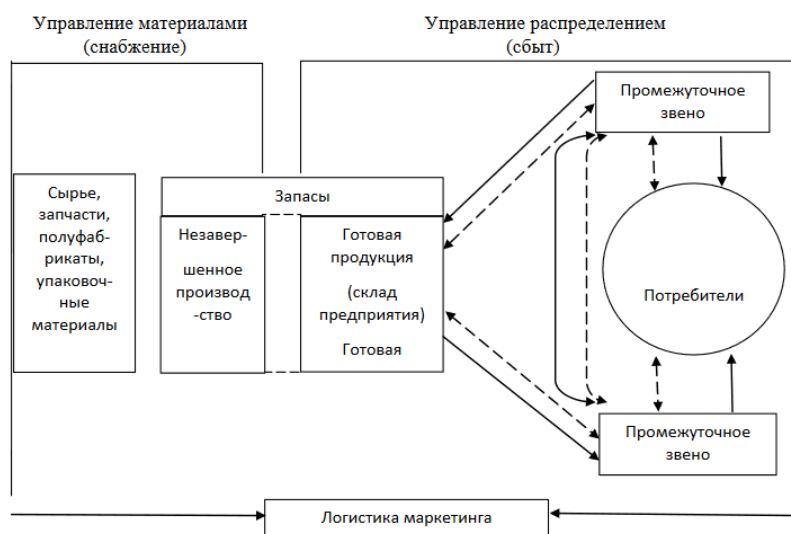 Управление материалами
(снабжение)
Управление распределением
(сбыт)
Промежуточное
звено
Сырье,
запчасти,
полуфаб-
рикаты,
упаковоч-
ные
материалы
Запасы
Незавер-
шенное
производ
-ство
Готовая
продукция
(склад
предприятия)
Готовая
Потребители
Промежуточное
звено
Логистика маркетинга